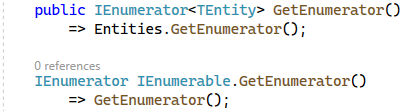 public IEnumerator<TEntity> GetEnumerator()
=> Entities.GetEnumerator();
0 references
IEnumerator IEnumerable.GetEnumerator()
=> GetEnumerator();